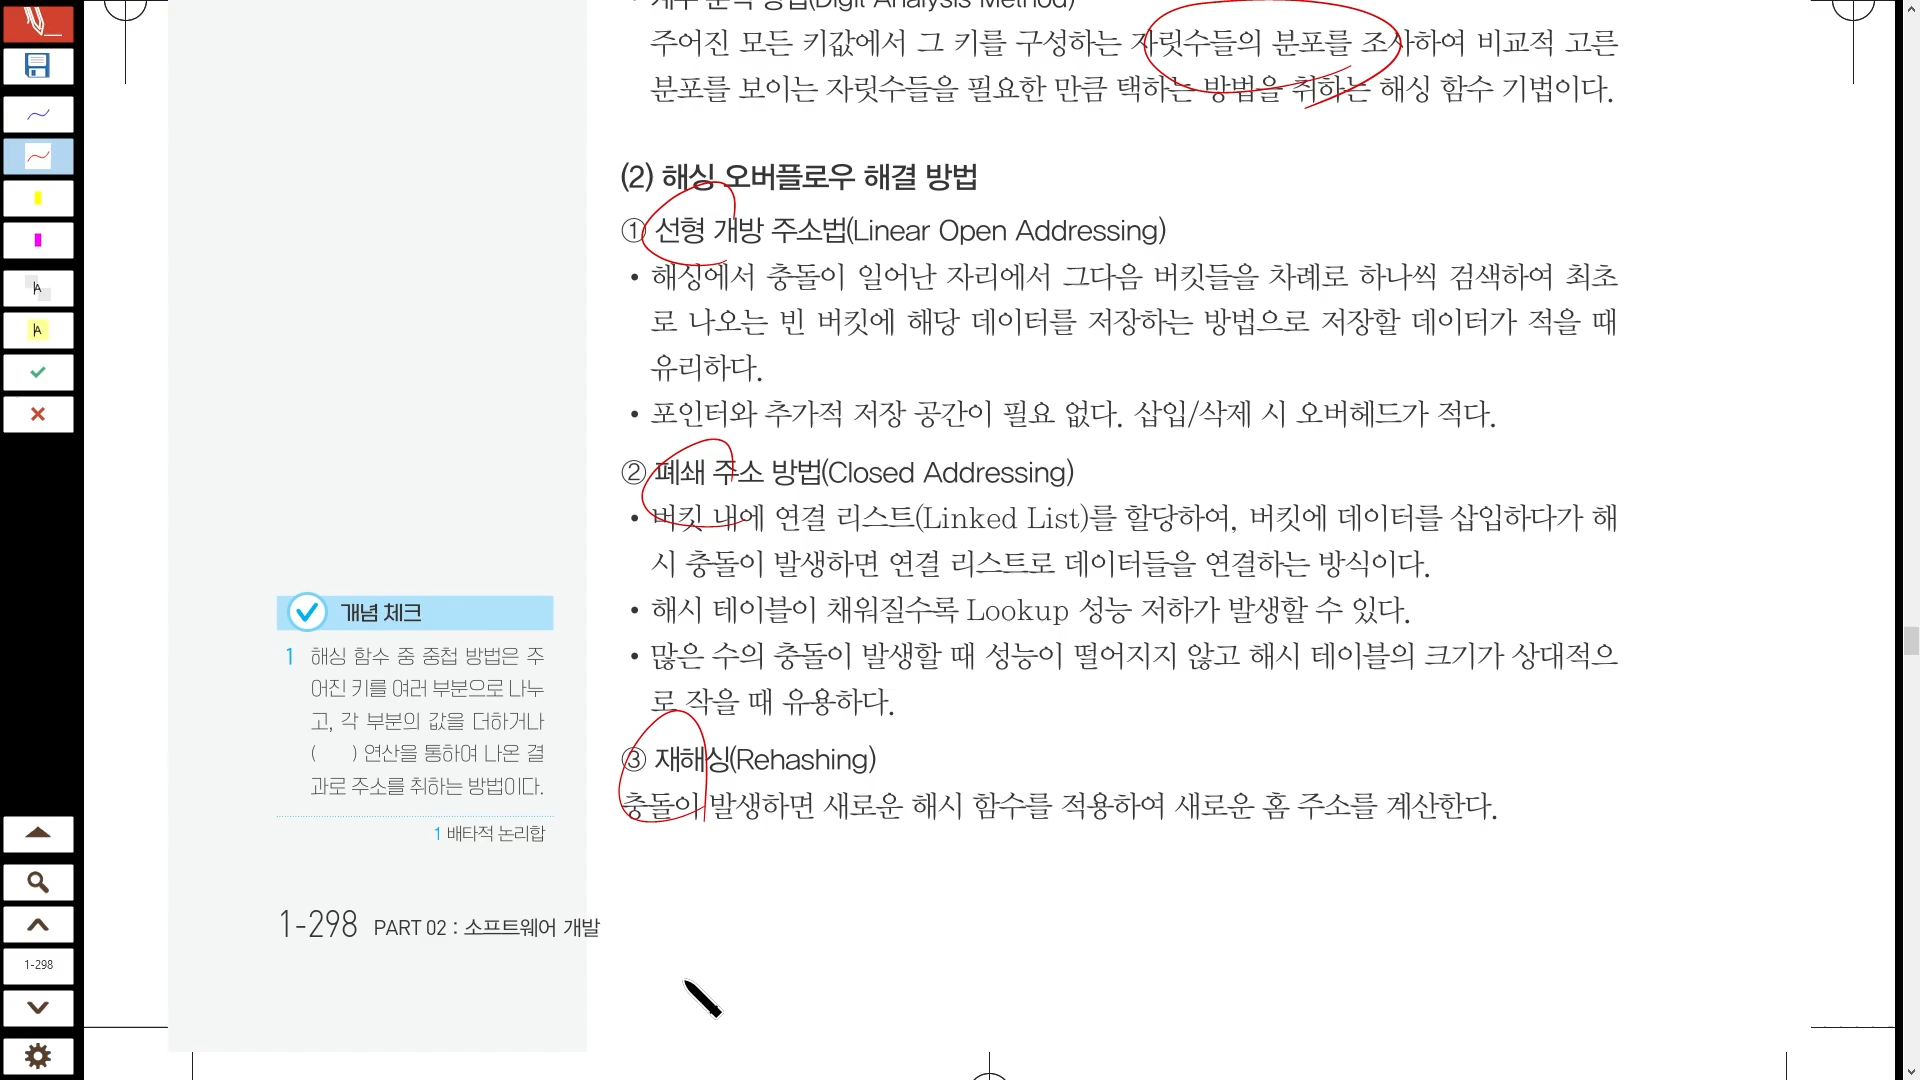 계수 분석 방법(Digit Analysis Method)
주어진 모든 키값에서 그 키를 구성하는 자릿수들의 분포를 조사하여 비교적 고른
분포를 보이는 자릿수들을 필요한 만큼 택하는 방법을 취하는 해싱 함수 기법이다.
(2) 해싱 오버플로우 해결 방법
① 선형 개방 주소법(Linear Open Addressing)
• 해싱에서 충돌이 일어난 자리에서 그다음 버킷들을 차례로 하나씩 검색하여 최초
로 나오는 빈 버킷에 해당 데이터를 저장하는 방법으로 저장할 데이터가 적을 때
유리하다.
• 포인터와 추가적 저장 공간이 필요 없다. 삽입/삭제 시 오버헤드가 적다.
② 폐쇄 주소 방법(Closed Addressing)
• 버킷 내에 연결 리스트(Linked List)를 할당하여, 버킷에 데이터를 삽입하다가 해
시 충돌이 발생하면 연결 리스트로 데이터들을 연결하는 방식이다.
• 해시 테이블이 채워질수록 Lookup 성능 저하가 발생할 수 있다.
• 많은 수의 충돌이 발생할 때 성능이 떨어지지 않고 해시 테이블의 크기가 상대적으
로 작을 때 유용하다.
③ 재해싱(Rehashing)
충돌이 발생하면 새로운 해시 함수를 적용하여 새로운 홈 주소를 계산한다.
개념 체크
1 해싱 함수 중 중첩 방법은 주
어진 키를 여러 부분으로 나누
고, 각 부분의 값을 더하거나
( ) 연산을 통하여 나온 결
과로 주소를 취하는 방법이다.
1 배타적 논리합
1-298 PART 02 : 소프트웨어 개발
A
A
1-298